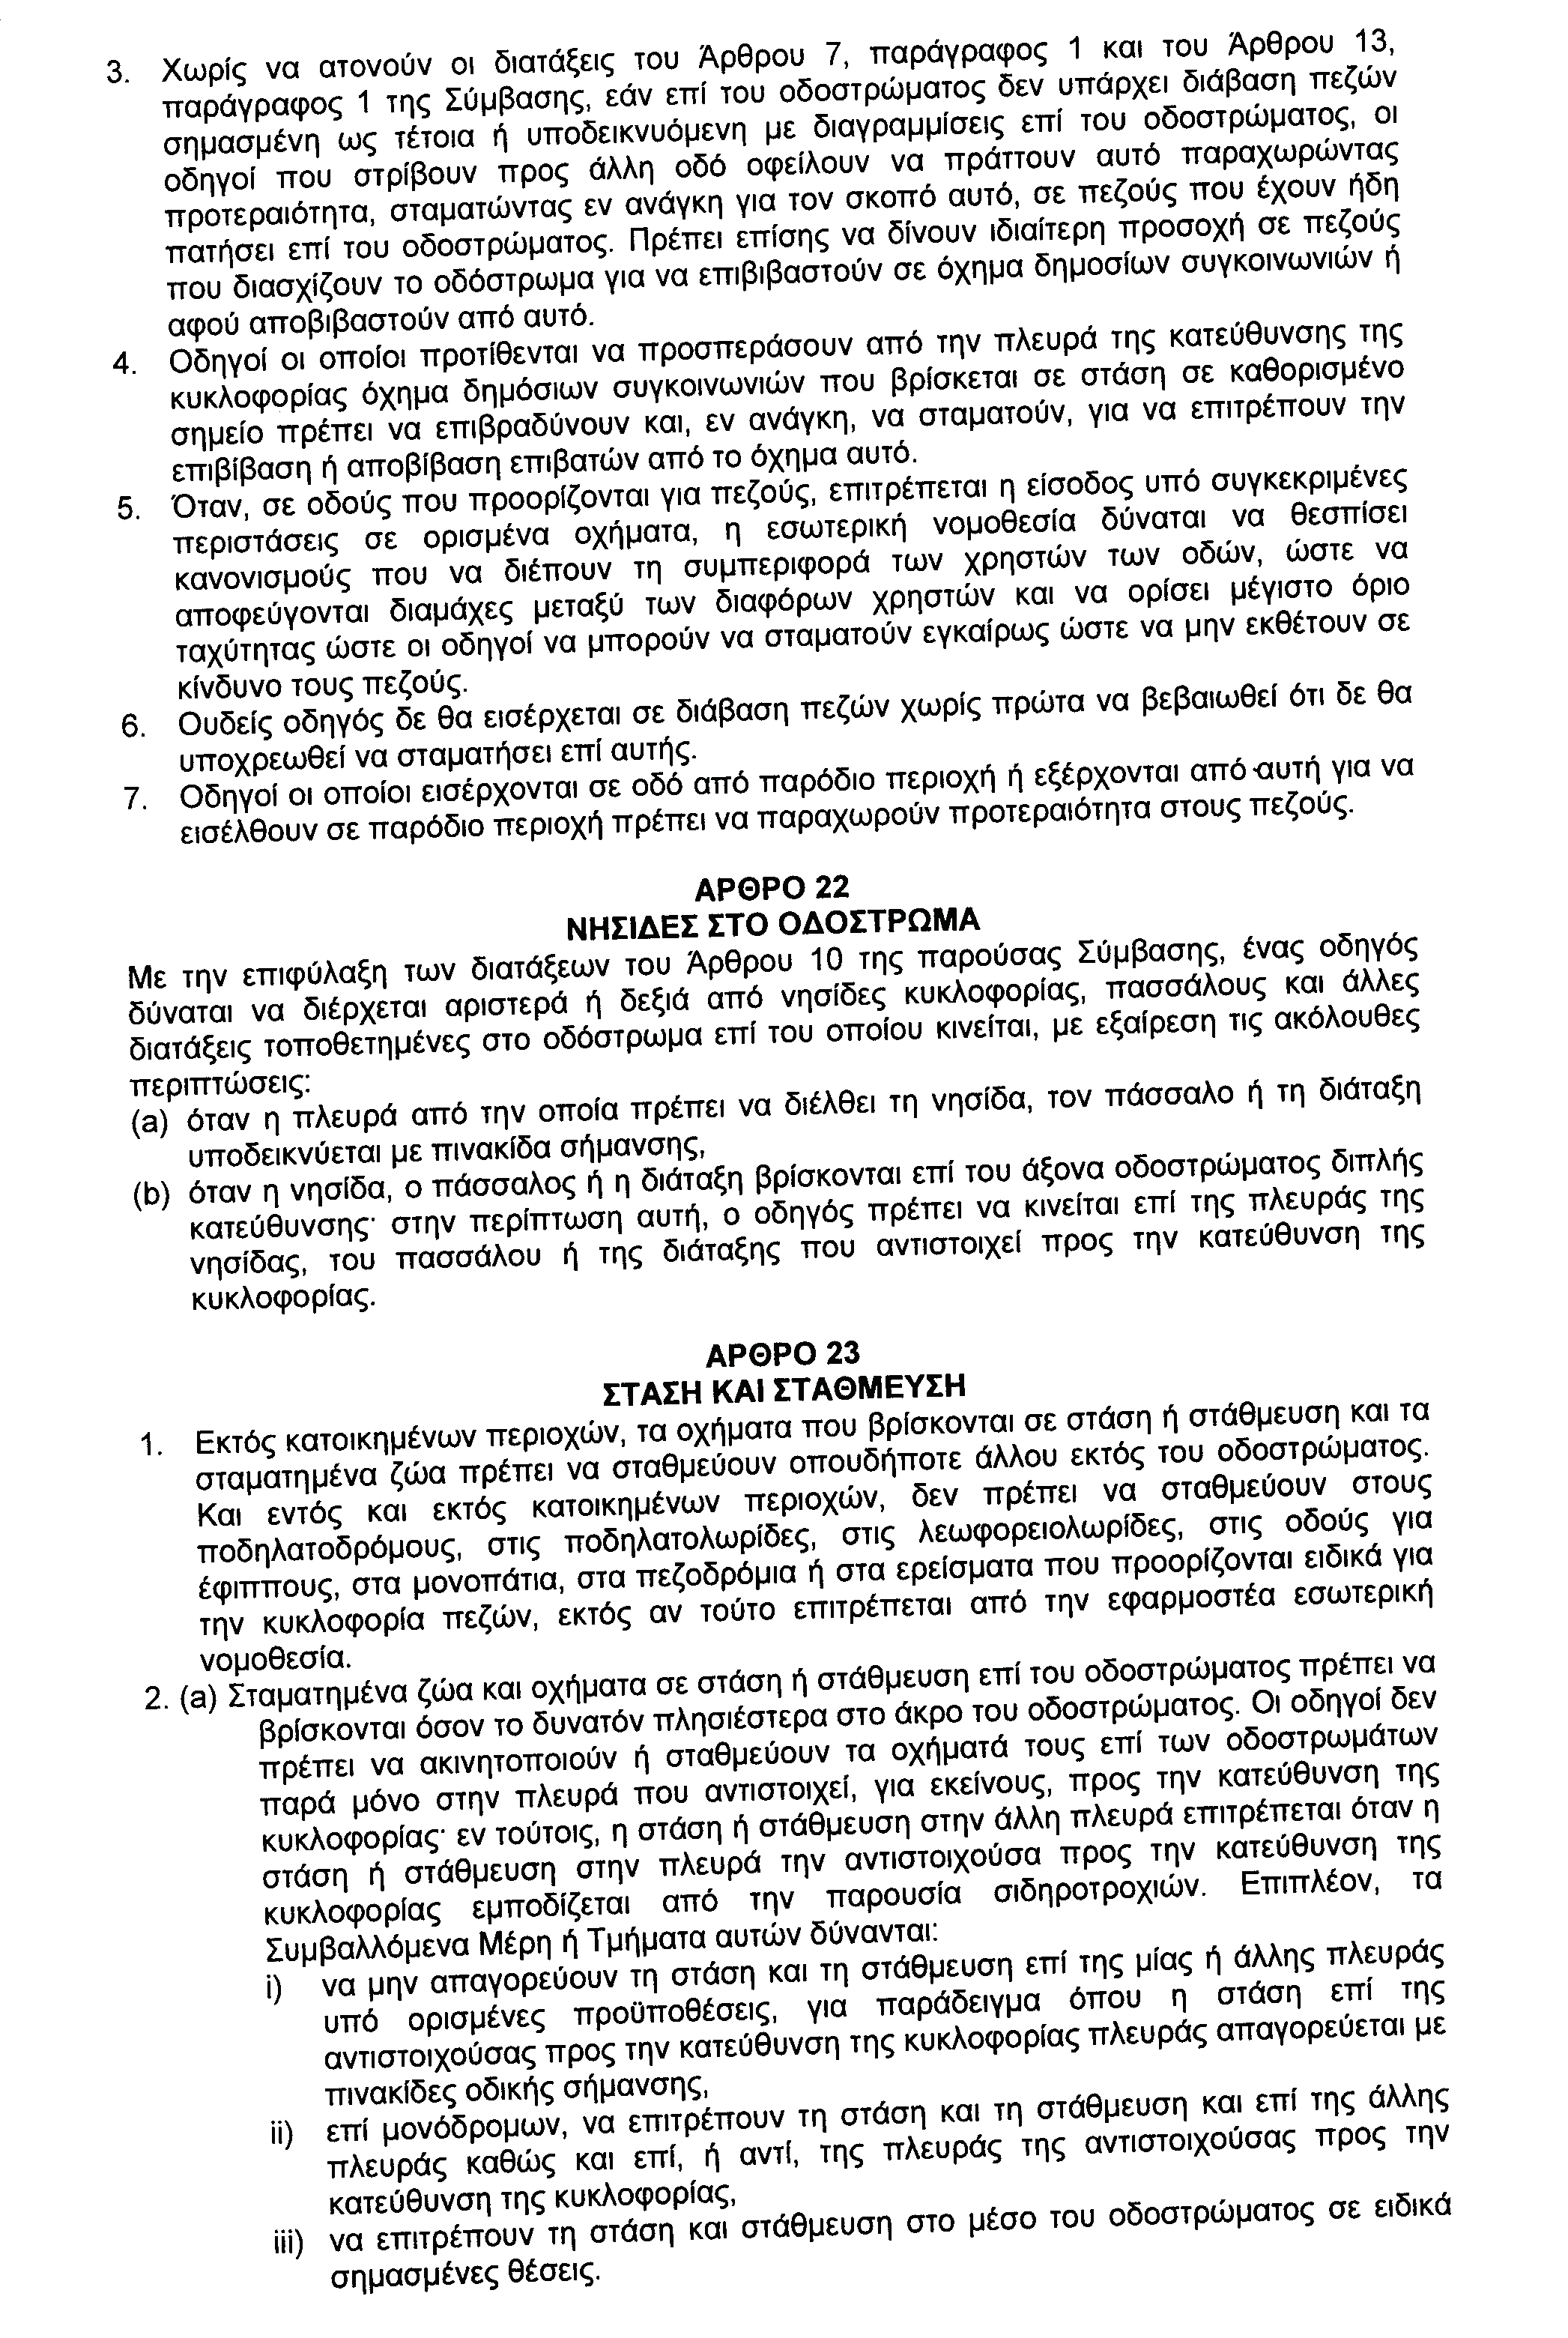 3. Χωρίς να ατονούν οι διατάξεις του Άρθρου 7, παράγραφος 1 και του Άρθρου 13,
παράγραφος 1 της Σύμβασης, εάν επί του οδοστρώματος δεν υπάρχει διάβαση πεζών
σημασμένη ως τέτοια ή υποδεικνυόμενη με διαγραμμίσεις επί του οδοστρώματος, οι
οδηγοί που στρίβουν προς άλλη οδό οφείλουν να πράττουν αυτό παραχωρώντας
προτεραιότητα, σταματώντας εν ανάγκη για τον σκοπό αυτό, σε πεζούς που έχουν ήδη
πατήσει επί του οδοστρώματος. Πρέπει επίσης να δίνουν ιδιαίτερη προσοχή σε πεζούς
που διασχίζουν το οδόστρωμα για να επιβιβαστούν σε όχημα δημοσίων συγκοινωνιών ή
αφού αποβιβαστούν από αυτό.
4. Οδηγοί οι οποίοι προτίθενται να προσπεράσουν από την πλευρά της κατεύθυνσης της
κυκλοφορίας όχημα δημόσιων συγκοινωνιών που βρίσκεται σε στάση σε καθορισμένο
σημείο πρέπει να επιβραδύνουν και, εν ανάγκη, να σταματούν, για να επιτρέπουν την
επιβίβαση ή αποβίβαση επιβατών από το όχημα αυτό.
5. Όταν, σε οδούς που προορίζονται για πεζούς, επιτρέπεται η είσοδος υπό συγκεκριμένες
περιστάσεις σε ορισμένα οχήματα, η εσωτερική νομοθεσία δύναται να θεσπίσει
κανονισμούς που να διέπουν τη συμπεριφορά των χρηστών των οδών, ώστε να
αποφεύγονται διαμάχες μεταξύ των διαφόρων χρηστών και να ορίσει μέγιστο όριο
ταχύτητας ώστε οι οδηγοί να μπορούν να σταματούν εγκαίρως ώστε να μην εκθέτουν σε
κίνδυνο τους πεζούς.
6. Ουδείς οδηγός δε θα εισέρχεται σε διάβαση πεζών χωρίς πρώτα να βεβαιωθεί ότι δε θα
υποχρεωθεί να σταματήσει επί αυτής.
7. Οδηγοί οι οποίοι εισέρχονται σε οδό από παρόδιο περιοχή ή εξέρχονται από αυτή για να
εισέλθουν σε παρόδιο περιοχή πρέπει να παραχωρούν προτεραιότητα στους πεζούς.
ΑΡΘΡΟ 22
ΝΗΣΙΔΕΣ ΣΤΟ ΟΔΟΣΤΡΩΜΑ
Με την επιφύλαξη των διατάξεων του Άρθρου 10 της παρούσας Σύμβασης, ένας οδηγός
δύναται να διέρχεται αριστερά ή δεξιά από νησίδες κυκλοφορίας, πασσάλους και άλλες
διατάξεις τοποθετημένες στο οδόστρωμα επί του οποίου κινείται, με εξαίρεση τις ακόλουθες
περιπτώσεις:
(a) όταν η πλευρά από την οποία πρέπει να διέλθει τη νησίδα, τον πάσσαλο ή τη διάταξη
υποδεικνύεται με πινακίδα σήμανσης,
(b) όταν η νησίδα, ο πάσσαλος ή η διάταξη βρίσκονται επί του άξονα οδοστρώματος διπλής
κατεύθυνσης· στην περίπτωση αυτή, ο οδηγός πρέπει να κινείται επί της πλευράς της
νησίδας, του πασσάλου ή της διάταξης που αντιστοιχεί προς την κατεύθυνση της
κυκλοφορίας.
ΑΡΘΡΟ 23
ΣΤΑΣΗ ΚΑΙ ΣΤΑΘΜΕΥΣΗ
1. Εκτός κατοικημένων περιοχών, τα οχήματα που βρίσκονται σε στάση ή στάθμευση και τα
σταματημένα ζώα πρέπει να σταθμεύουν οπουδήποτε άλλου εκτός του οδοστρώματος.
Και εντός και εκτός κατοικημένων περιοχών, δεν πρέπει να σταθμεύουν στους
ποδηλατοδρόμους, στις ποδηλατολωρίδες, στις λεωφορειολωρίδες, στις οδούς για
έφιππους, στα μονοπάτια, στα πεζοδρόμια ή στα ερείσματα που προορίζονται ειδικά για
την κυκλοφορία πεζών, εκτός αν τούτο επιτρέπεται από την εφαρμοστέα εσωτερική
νομοθεσία.
2. (a) Σταματημένα ζώα και οχήματα σε στάση ή στάθμευση επί του οδοστρώματος πρέπει να
βρίσκονται όσον το δυνατόν πλησιέστερα στο άκρο του οδοστρώματος. Οι οδηγοί δεν
πρέπει να ακινητοποιούν ή σταθμεύουν τα οχήματά τους επί των οδοστρωμάτων
παρά μόνο στην πλευρά που αντιστοιχεί, για εκείνους, προς την κατεύθυνση της
κυκλοφορίας· εν τούτοις, η στάση ή στάθμευση στην άλλη πλευρά επιτρέπεται όταν η
στάση ή στάθμευση στην πλευρά την αντιστοιχούσα προς την κατεύθυνση της
κυκλοφορίας εμποδίζεται από την παρουσία σιδηροτροχιών. Επιπλέον, τα
Συμβαλλόμενα Μέρη ή Τμήματα αυτών δύνανται:
i) να μην απαγορεύουν τη στάση και τη στάθμευση επί της μίας ή άλλης πλευράς
υπό ορισμένες προϋποθέσεις, για παράδειγμα όπου η στάση επί της
αντιστοιχούσας προς την κατεύθυνση της κυκλοφορίας πλευράς απαγορεύεται με
πινακίδες οδικής σήμανσης,
ii) επί μονόδρομων, να επιτρέπουν τη στάση και τη στάθμευση και επί της άλλης
πλευράς καθώς και επί, ή αντί, της πλευράς της αντιστοιχούσας προς την
κατεύθυνση της κυκλοφορίας,
iii) να επιτρέπουν τη στάση και στάθμευση στο μέσο του οδοστρώματος σε ειδικά
σημασμένες θέσεις.